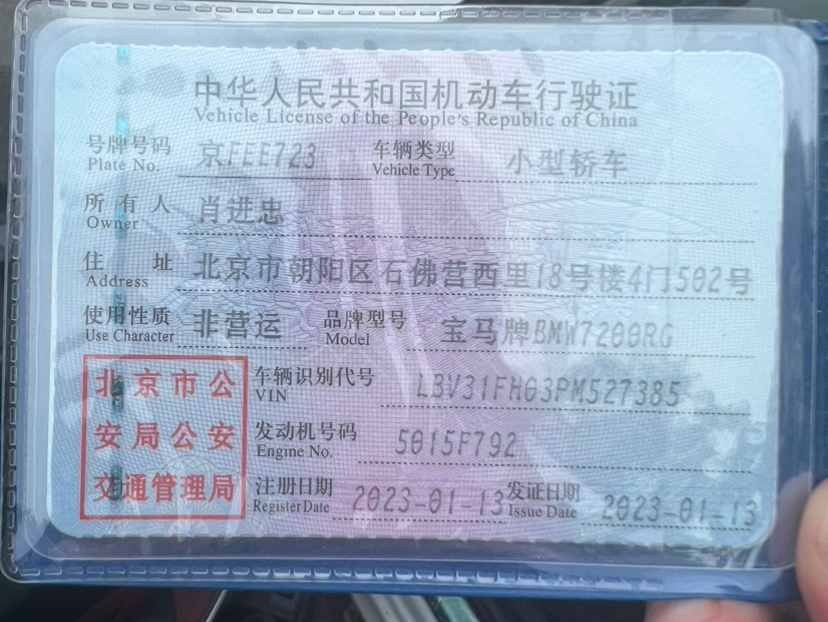 中华人民共和国机动车行驶证
Vehicle License of the People's Republic of China
号牌号码 京FEE723 车辆类型 小型轿车
Plate No. Vehicle Type
所有人 肖进忠
Owner
住址 北京市朝阳区石佛营西里18号楼4门502号
Address
使用性质 非营运 品牌型号 宝马牌BMW7200RG
Use Character Model
北京市公安局公安交通管理局
车辆识别代号 LBV31FH03PM527385
VIN
发动机号码 5015F792
Engine No.
注册日期 2023-01-13 发证日期 2023-01-13
Register Date Issue Date